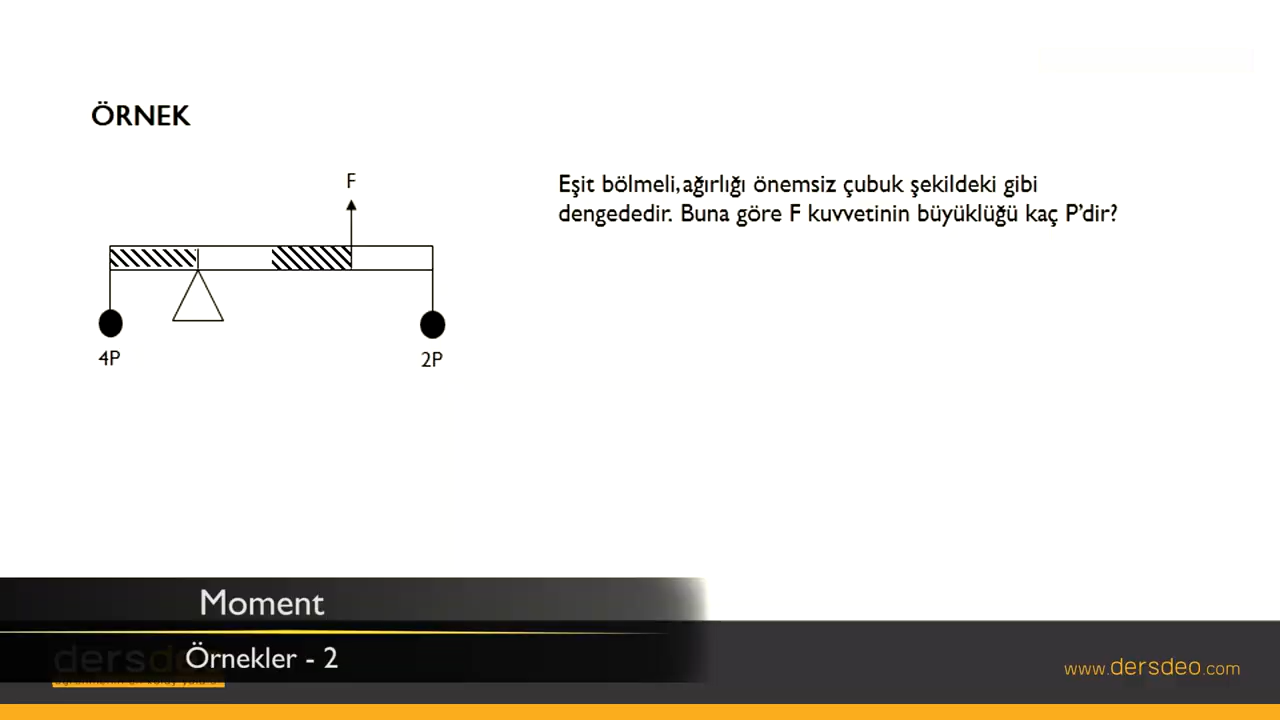 ÖRNEK
F
Eşit bölmeli,ağırlığı önemsiz çubuk şekildeki gibi
dengededir. Buna göre F kuvvetinin büyüklüğü kaç P'dir?
4P
2P
Moment
Örnekler - 2
dersdeo
www.dersdeo.com